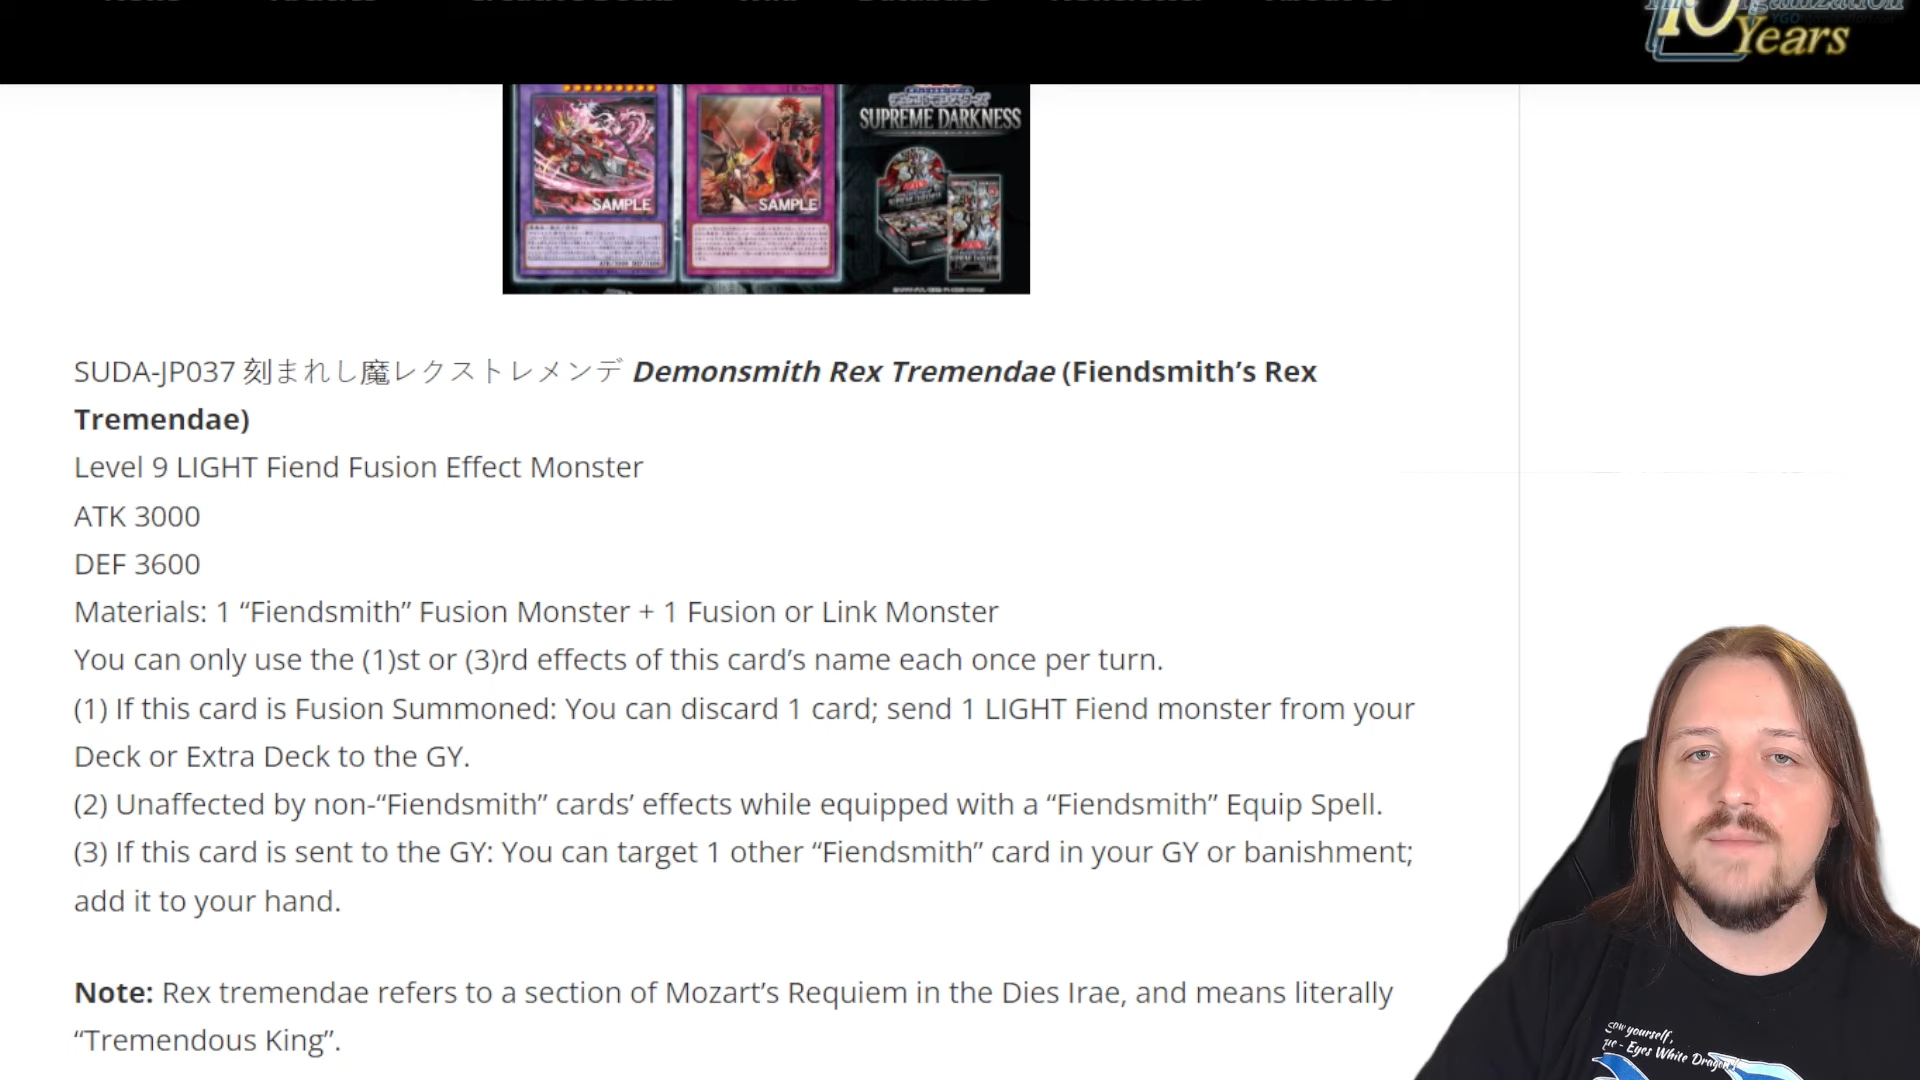 Organization
10 Years
SUPREME DARKNESS
SAMPLE
SAMPLE
SUDA-JP037 刻まれし魔レクストレメンデ Demonsmith Rex Tremendae (Fiendsmith’s Rex
Tremendae)
Level 9 LIGHT Fiend Fusion Effect Monster
ATK 3000
DEF 3600
Materials: 1 “Fiendsmith” Fusion Monster + 1 Fusion or Link Monster
You can only use the (1)st or (3)rd effects of this card’s name each once per turn.
(1) If this card is Fusion Summoned: You can discard 1 card; send 1 LIGHT Fiend monster from your
Deck or Extra Deck to the GY.
(2) Unaffected by non-“Fiendsmith” cards’ effects while equipped with a “Fiendsmith” Equip Spell.
(3) If this card is sent to the GY: You can target 1 other “Fiendsmith” card in your GY or banishment;
add it to your hand.
Note: Rex tremendae refers to a section of Mozart’s Requiem in the Dies Irae, and means literally
“Tremendous King”.
yourself,
Eyes White Dragon